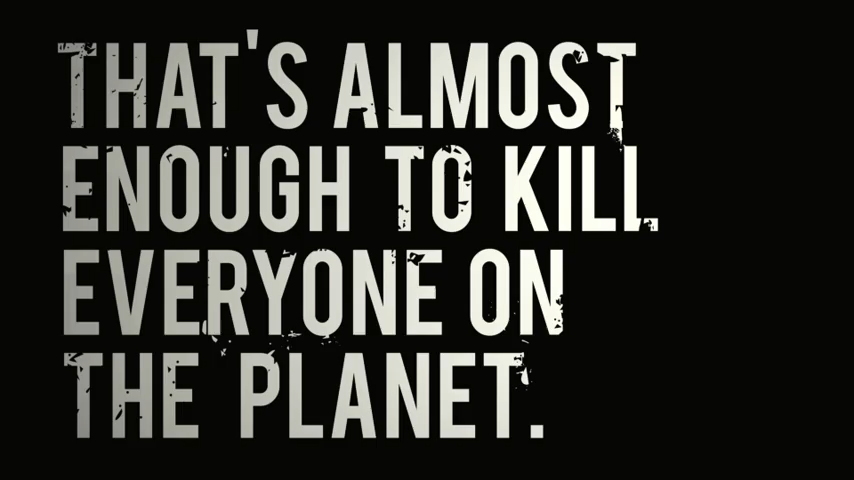 THAT'S ALMOST
ENOUGH TO KILL
EVERYONE ON
THE PLANET.